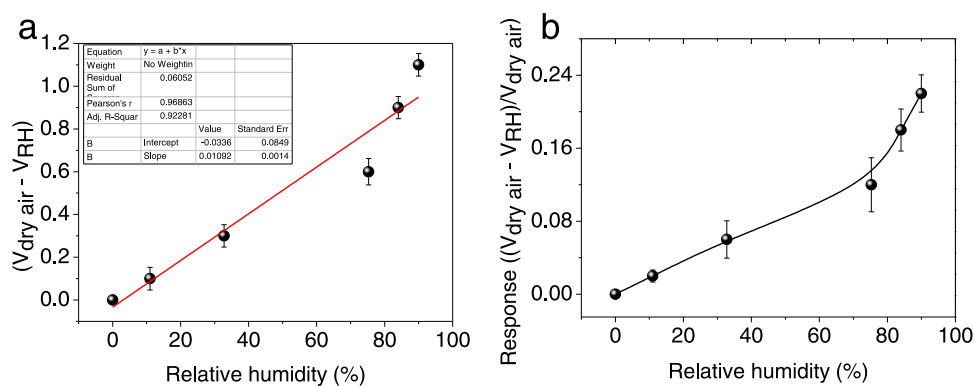 a
1.2
1.0
0.8
0.6
0.4
0.2
0.0
(Vdry air - VRH)
Equation y = a + b*x
Weight No Weightin
Residual 0.06052
Sum of
Pearson's r 0.96863
Adj. R-Squar 0.92281
Value Standard Err
B Intercept -0.0336 0.0849
B Slope 0.01092 0.0014
0 20 40 60 80 100
Relative humidity (%)
b
0.24
0.16
0.08
0.00
Response ((Vdry air - VRH)/Vdry air)
0 20 40 60 80 100
Relative humidity (%)